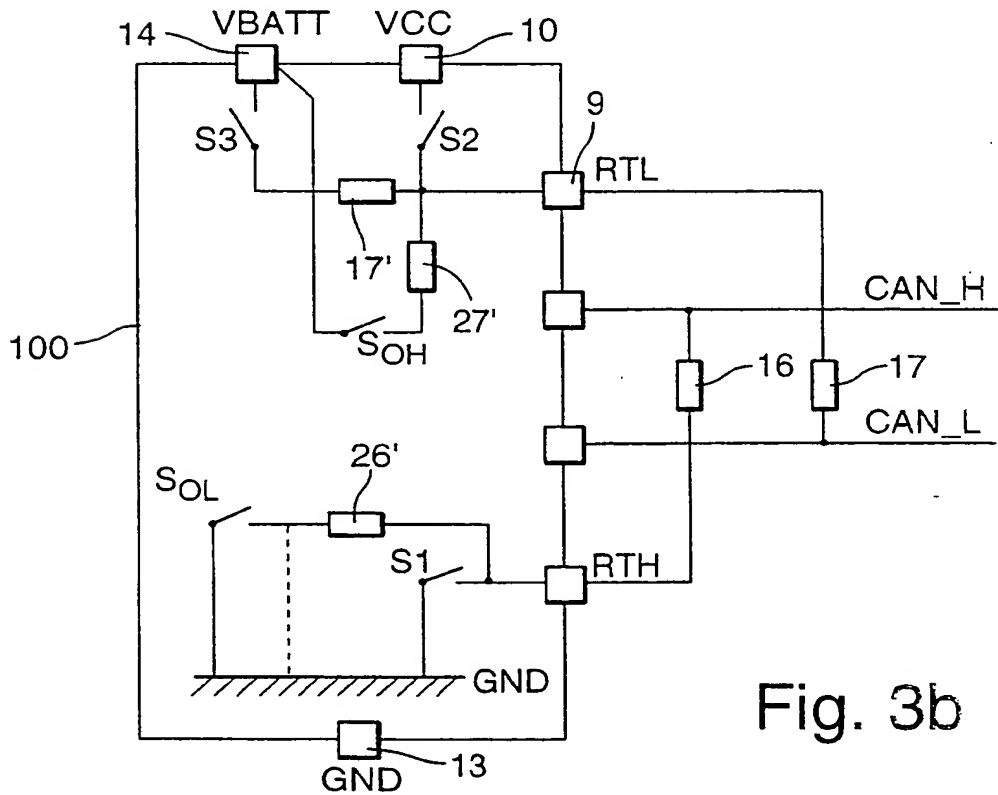 VBATT VCC
14 10
9
S3 S2
RTL
17'
27'
CAN_H
100
SOH
16 17
CAN_L
26'
SOL
S1
RTH
GND
Fig. 3b
13
GND